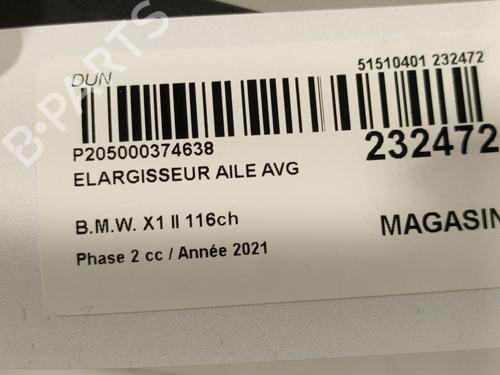 DUN
51510401 232472
P205000374638
232472
ELARGISSEUR AILE AVG
B.M.W. X1 II 116ch
MAGASIN
Phase 2 cc / Année 2021
B-PARTS